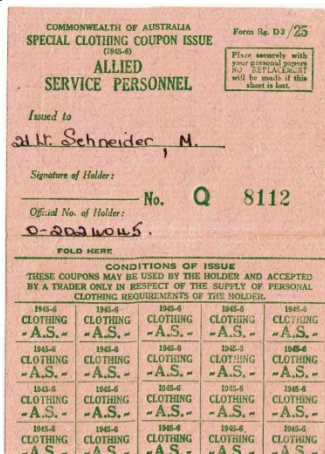 COMMONWEALTH OF AUSTRALIA
SPECIAL CLOTHING COUPON ISSUE
(1945-6)
ALLIED
SERVICE PERSONNEL
Form Rg. D3/25
Place securely with
your personal papers
NO REPLACEMENT
will be made if this
sheet is lost.
Issued to
2d Lt. Schneider, M.
Signature of Holder:
No. Q 8112
Official No. of Holder:
O-2024045.
FOLD HERE
CONDITIONS OF ISSUE
THESE COUPONS MAY BE USED BY THE HOLDER AND ACCEPTED
BY A TRADER ONLY IN RESPECT OF THE SUPPLY OF PERSONAL
CLOTHING REQUIREMENTS OF THE HOLDER.
1945-6 1945-6 1945-6 1945-6 1945-6
CLOTHING CLOTHING CLOTHING CLOTHING CLOTHING
A.S. A.S. A.S. A.S. A.S.
1945-6 1945-6 1945-6 1945-6 1945-6
CLOTHING CLOTHING CLOTHING CLOTHING CLOTHING
A.S. A.S. A.S. A.S. A.S.
1945-6 1945-6 1945-6 1945-6 1945-6
CLOTHING CLOTHING CLOTHING CLOTHING CLOTHING
A.S. A.S. A.S. A.S. A.S.
1945-6 1945-6 1945-6 1945-6 1945-6
CLOTHING CLOTHING CLOTHING CLOTHING CLOTHING
A.S. A.S. A.S. A.S. A.S.